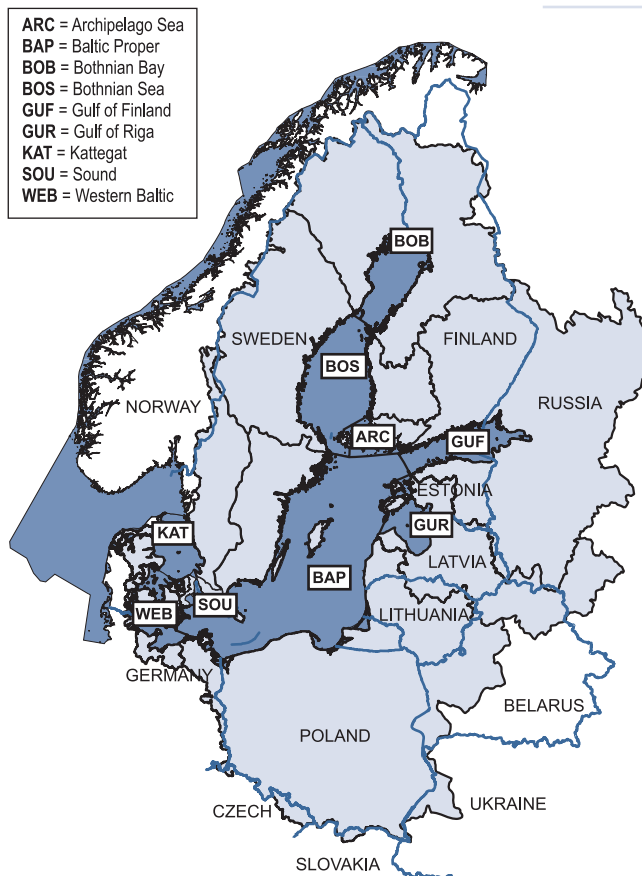 ARC = Archipelago Sea
BAP = Baltic Proper
BOB = Bothnian Bay
BOS = Bothnian Sea
GUF = Gulf of Finland
GUR = Gulf of Riga
KAT = Kattegat
SOU = Sound
WEB = Western Baltic
BOB
SWEDEN
FINLAND
BOS
NORWAY
RUSSIA
ARC
GUF
ESTONIA
GUR
KAT
LATVIA
BAP
SOU
WEB
LITHUANIA
GERMANY
BELARUS
POLAND
UKRAINE
CZECH
SLOVAKIA